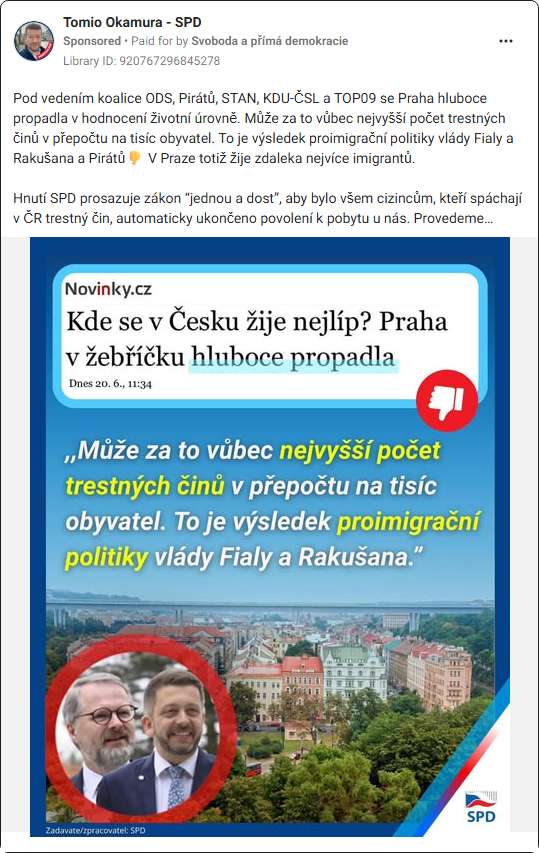 Tomio Okamura - SPD
Sponsored • Paid for by Svoboda a přímá demokracie
Library ID: 920767296845278
Pod vedením koalice ODS, Pirátů, STAN, KDU-ČSL a TOP09 se Praha hluboce
propadla v hodnocení životní úrovně. Může za to vůbec nejvyšší počet trestných
činů v přepočtu na tisíc obyvatel. To je výsledek proimigrační politiky vlády Fialy a
Rakušana a Pirátů👎 V Praze totiž žije zdaleka nejvíce imigrantů.
Hnutí SPD prosazuje zákon “jednou a dost”, aby bylo všem cizincům, kteří spáchají
v ČR trestný čin, automaticky ukončeno povolení k pobytu u nás. Provedeme...
Novinky.cz
Kde se v Česku žije nejlíp? Praha
v žebříčku hluboce propadla
Dnes 20. 6., 11:34
,,Může za to vůbec nejvyšší počet
trestných činů v přepočtu na tisíc
obyvatel. To je výsledek proimigrační
politiky vlády Fialy a Rakušana.”
SPD
Zadavate/zpracovatel: SPD